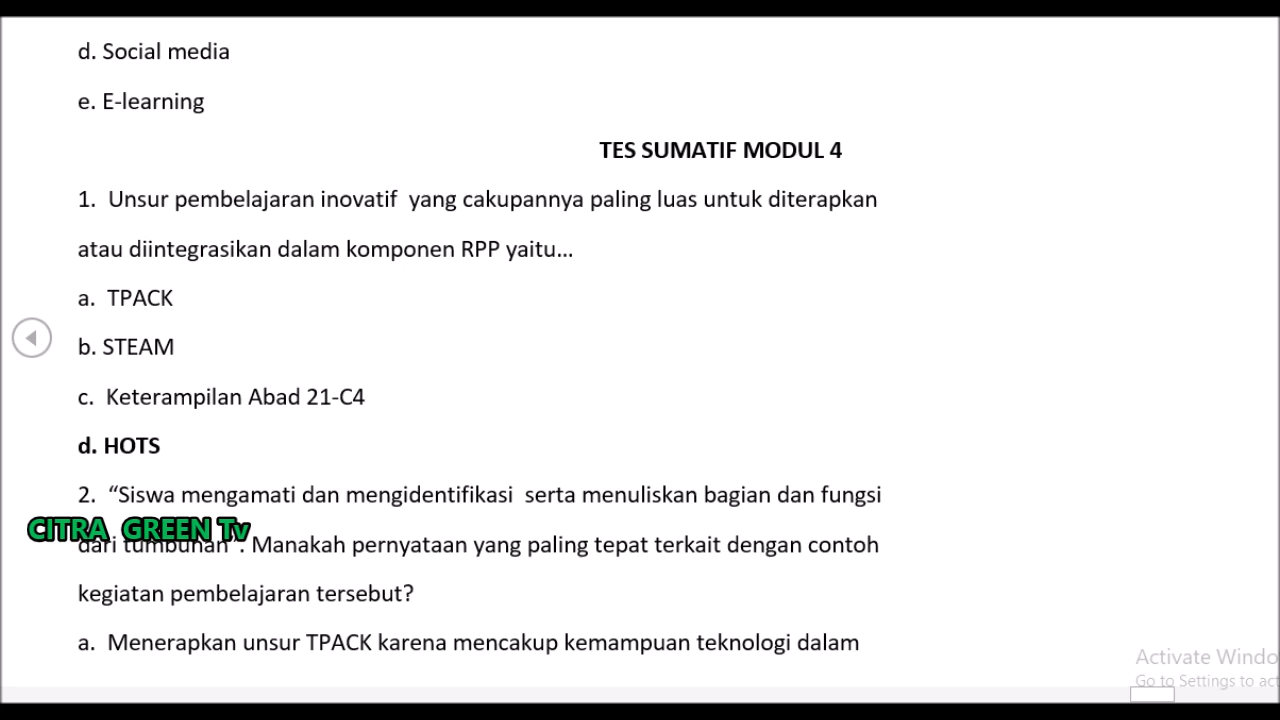 d. Social media
e. E-learning
TES SUMATIF MODUL 4
1. Unsur pembelajaran inovatif yang cakupannya paling luas untuk diterapkan
atau diintegrasikan dalam komponen RPP yaitu...
a. TPACK
b. STEAM
c. Keterampilan Abad 21-C4
d. HOTS
2. “Siswa mengamati dan mengidentifikasi serta menuliskan bagian dan fungsi
CITRA GREEN Tv
dari tumbuhan”. Manakah pernyataan yang paling tepat terkait dengan contoh
kegiatan pembelajaran tersebut?
a. Menerapkan unsur TPACK karena mencakup kemampuan teknologi dalam
Activate Windo
Go to Settings to act